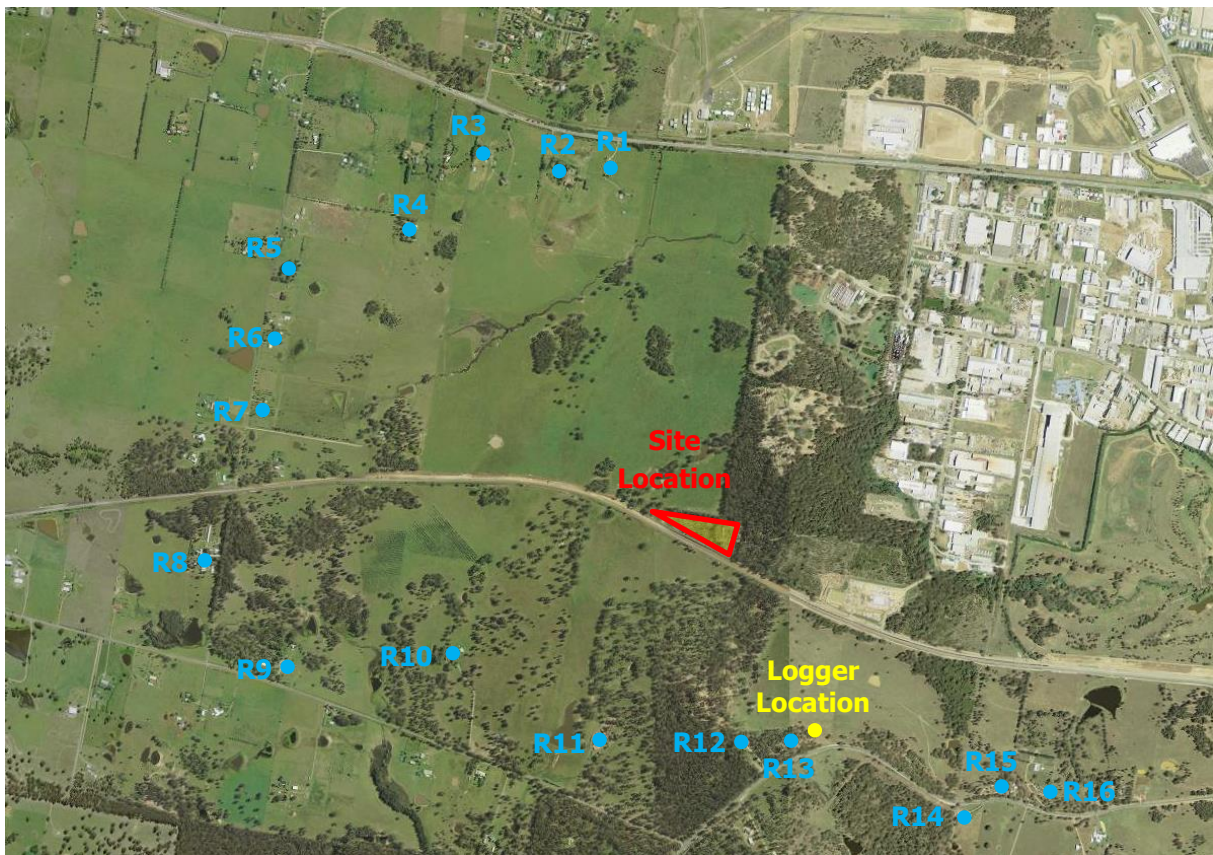 R3
R2
R1
R4
R5
R6
R7
Site
Location
R8
R9
R10
Logger
Location
R11
R12
R13
R15
R16
R14